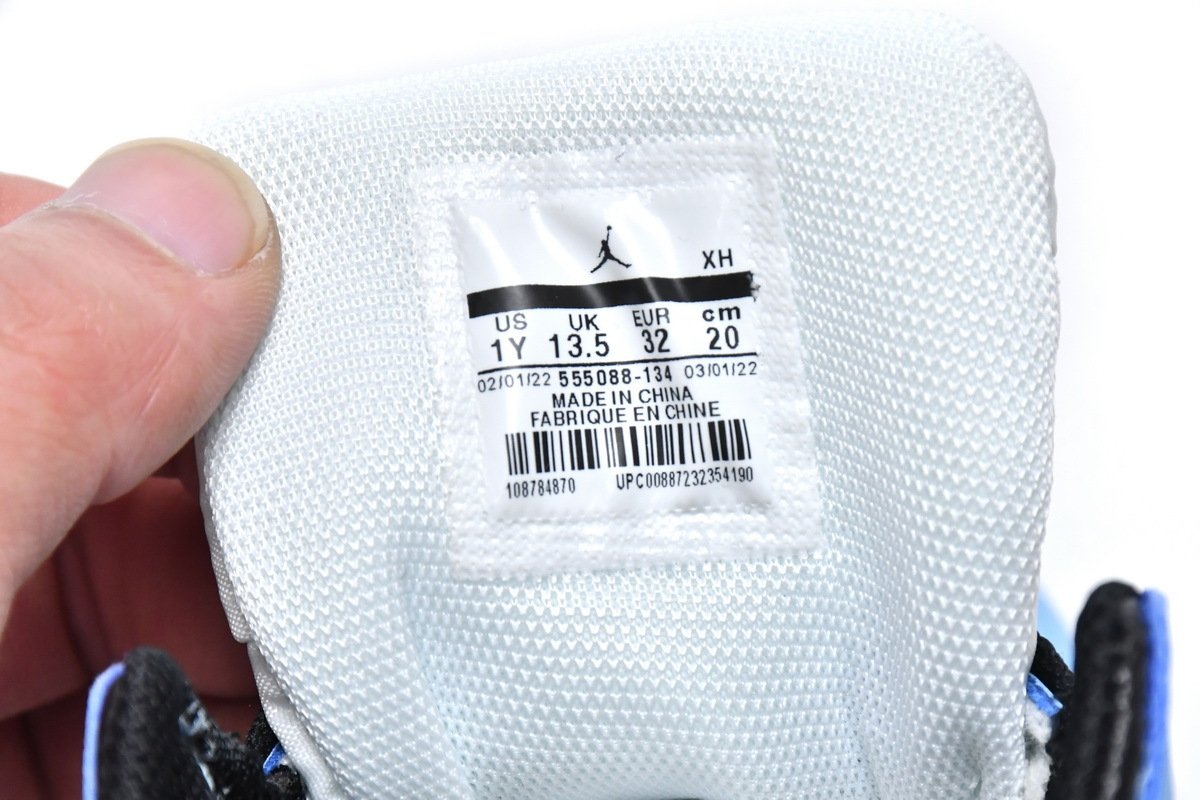 XH
US UK EUR cm
1Y 13.5 32 20
02/01/22 555088-134 03/01/22
MADE IN CHINA
FABRIQUE EN CHINE
108784870 UPC00887232354190